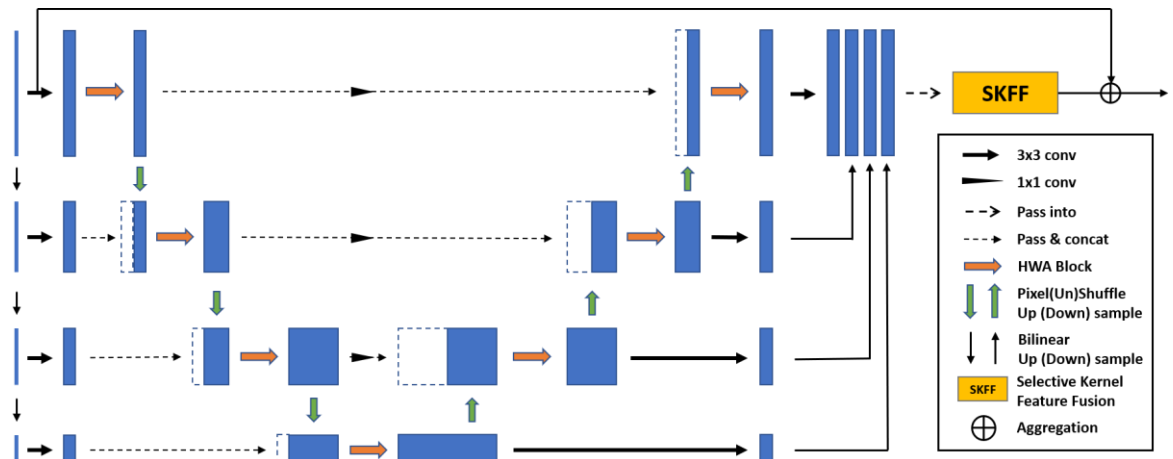 SKFF
3x3 conv
1x1 conv
Pass into
Pass & concat
HWA Block
Pixel(Un)Shuffle
Up (Down) sample
Bilinear
Up (Down) sample
SKFF
Selective Kernel
Feature Fusion
Aggregation